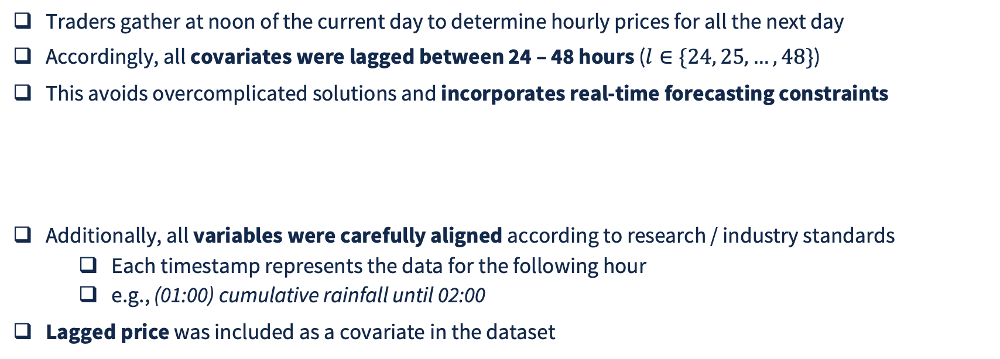 ❑ Traders gather at noon of the current day to determine hourly prices for all the next day
❑ Accordingly, all covariates were lagged between 24 – 48 hours (l ∈ {24, 25, … , 48})
❑ This avoids overcomplicated solutions and incorporates real-time forecasting constraints
❑ Additionally, all variables were carefully aligned according to research / industry standards
❑ Each timestamp represents the data for the following hour
❑ e.g., (01:00) cumulative rainfall until 02:00
❑ Lagged price was included as a covariate in the dataset